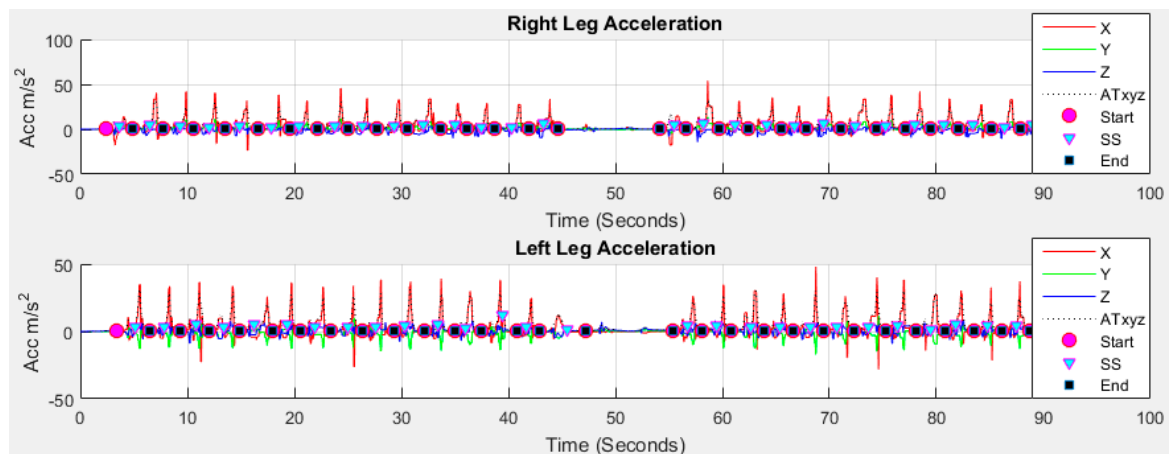 Right Leg Acceleration
100
50
0
-50
Acc m/s²
0 10 20 30 40 50 60 70 80 90 100
Time (Seconds)
X
Y
Z
ATxyz
Start
SS
End
Left Leg Acceleration
50
0
-50
Acc m/s²
0 10 20 30 40 50 60 70 80 90 100
Time (Seconds)
X
Y
Z
ATxyz
Start
SS
End